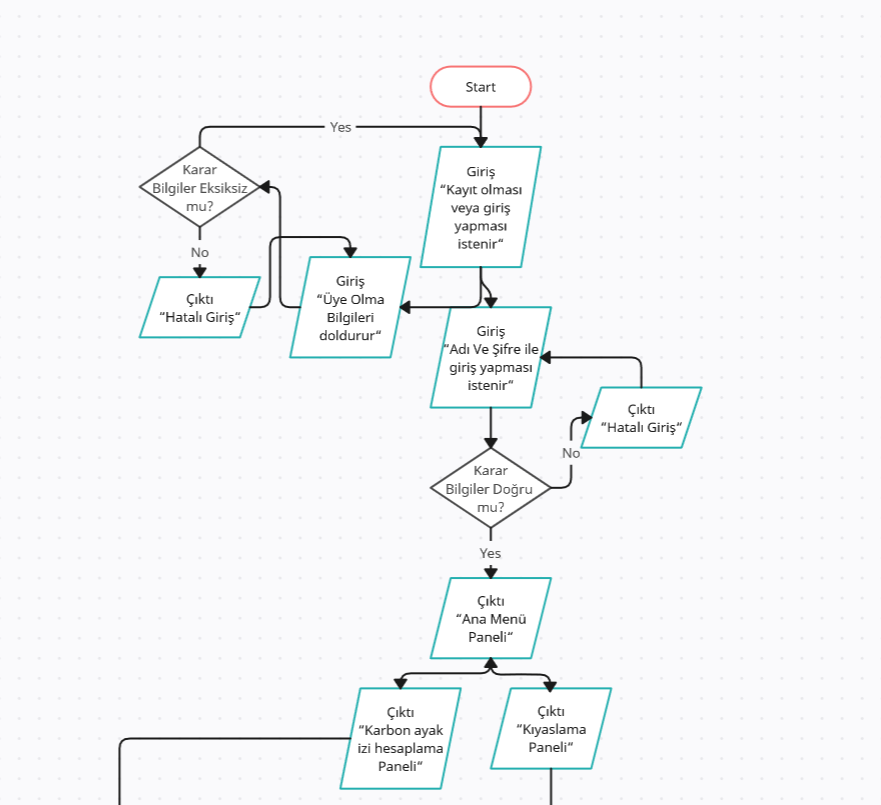 Start
Yes
Karar
Bilgiler Eksiksiz
mu?
Giriş
“Kayıt olması
veya giriş
yapması
istenir“
No
Çıktı
“Hatalı Giriş“
Giriş
“Üye Olma
Bilgileri
doldurur“
Giriş
“Adı Ve Şifre ile
giriş yapması
istenir“
Çıktı
“Hatalı Giriş“
No
Karar
Bilgiler Doğru
mu?
Yes
Çıktı
“Ana Menü
Paneli“
Çıktı
“Karbon ayak
izi hesaplama
Paneli“
Çıktı
“Kıyaslama
Paneli“